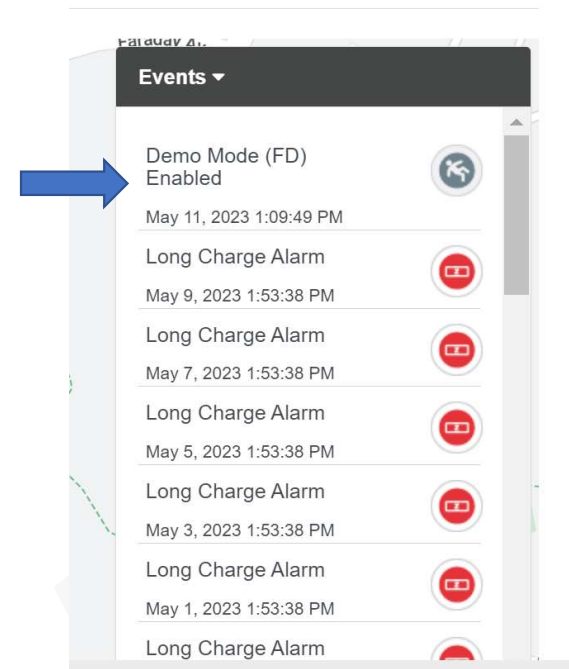 Faraday Av.
Events
Demo Mode (FD)
Enabled
May 11, 2023 1:09:49 PM
Long Charge Alarm
May 9, 2023 1:53:38 PM
Long Charge Alarm
May 7, 2023 1:53:38 PM
Long Charge Alarm
May 5, 2023 1:53:38 PM
Long Charge Alarm
May 3, 2023 1:53:38 PM
Long Charge Alarm
May 1, 2023 1:53:38 PM
Long Charge Alarm